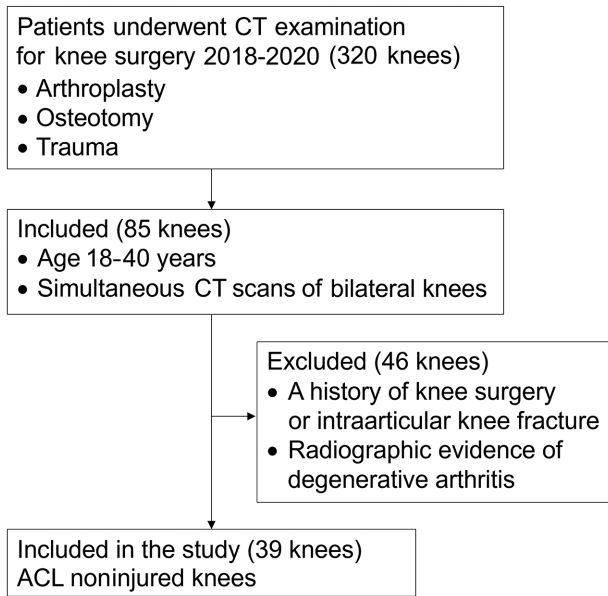 Patients underwent CT examination
for knee surgery 2018-2020 (320 knees)
• Arthroplasty
• Osteotomy
• Trauma
Included (85 knees)
• Age 18-40 years
• Simultaneous CT scans of bilateral knees
Excluded (46 knees)
• A history of knee surgery
or intraarticular knee fracture
• Radiographic evidence of
degenerative arthritis
Included in the study (39 knees)
ACL noninjured knees